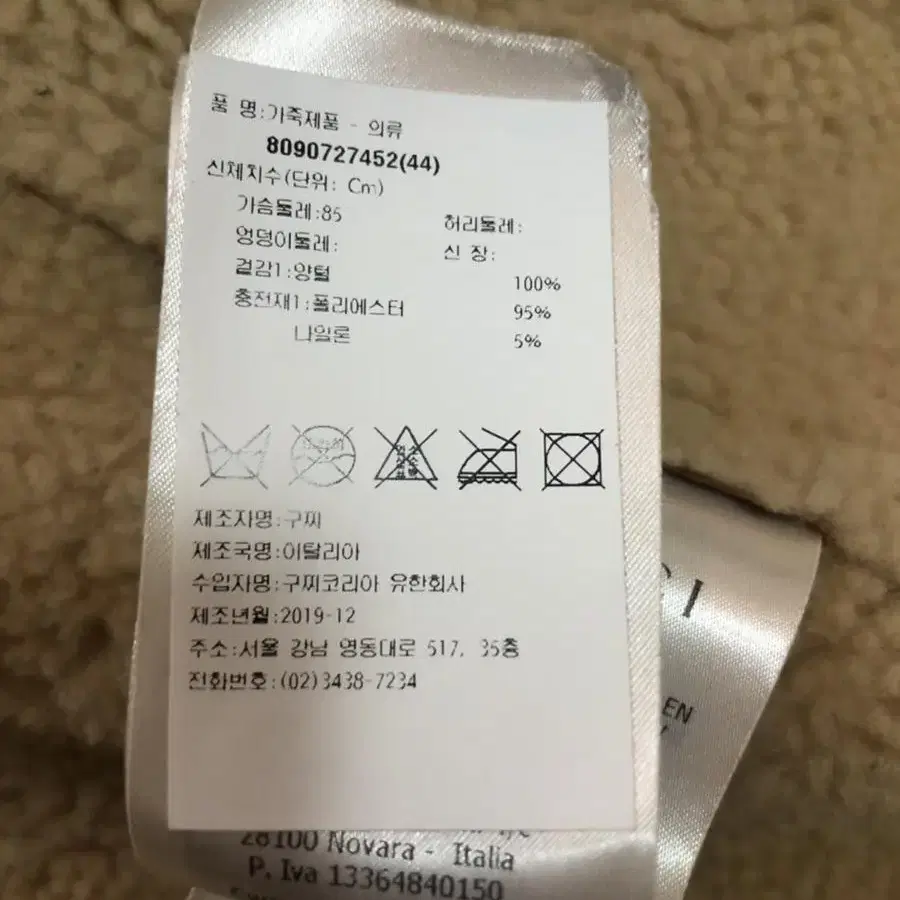 품 명:가죽제품 - 의류
8090727452(44)
신체치수(단위: Cm)
가슴둘레:85 허리둘레:
엉덩이둘레: 신 장:
겉감1:양털 100%
충전재1:폴리에스터 95%
나일론 5%
제조자명:구찌
제조국명:이탈리아
수입자명:구찌코리아 유한회사
제조년월:2019-12
주소:서울 강남 영동대로 517, 35층
전화번호:(02)3438-7234
28100 Novara - Italia
P. Iva 13364840150
EN